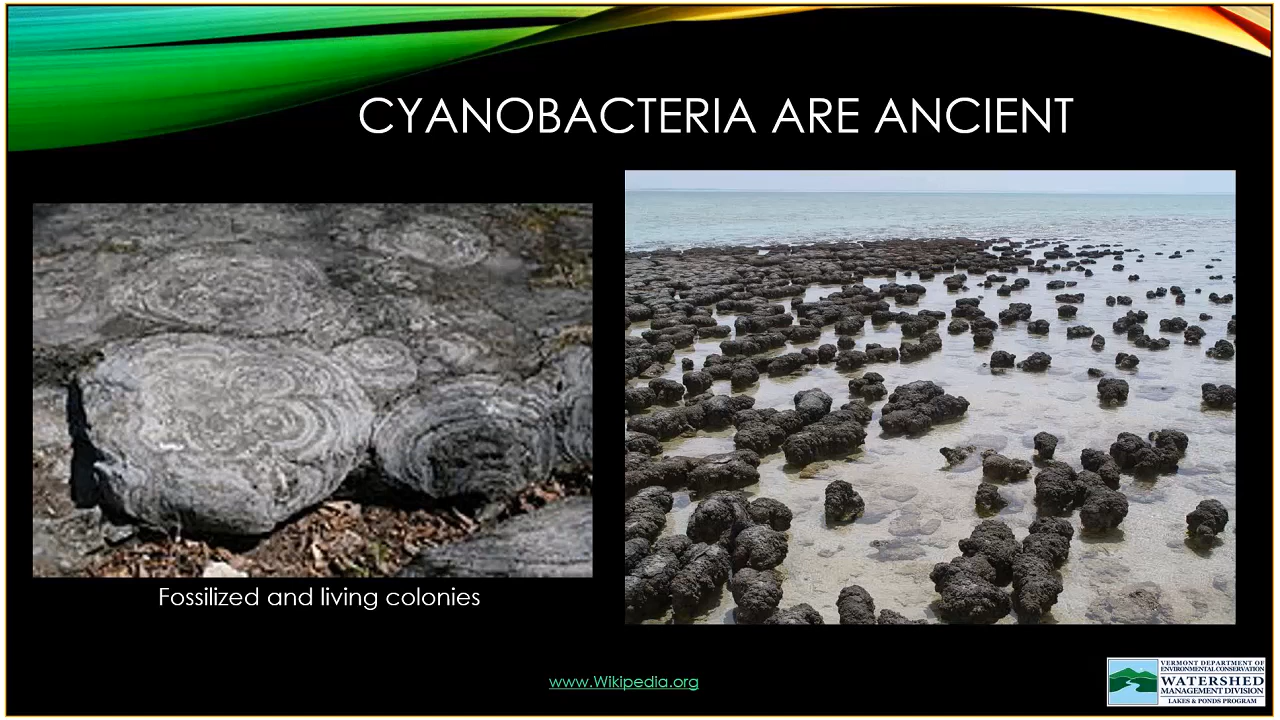 CYANOBACTERIA ARE ANCIENT
Fossilized and living colonies
www.Wikipedia.org
VERMONT DEPARTMENT OF
ENVIRONMENTAL CONSERVATION
WATERSHED
MANAGEMENT DIVISION
LAKES & PONDS PROGRAM